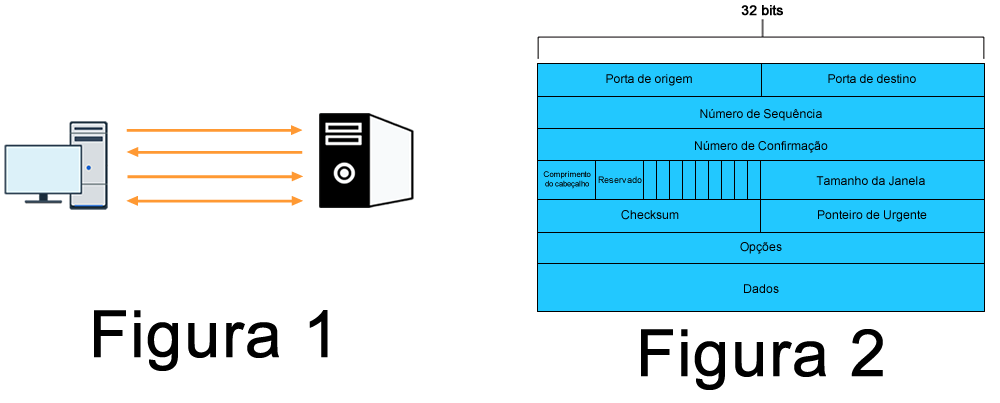 32 bits
Porta de origem
Porta de destino
Número de Sequência
Número de Confirmação
Comprimento
do cabeçalho
Reservado
Tamanho da Janela
Checksum
Ponteiro de Urgente
Opções
Dados
Figura 1
Figura 2